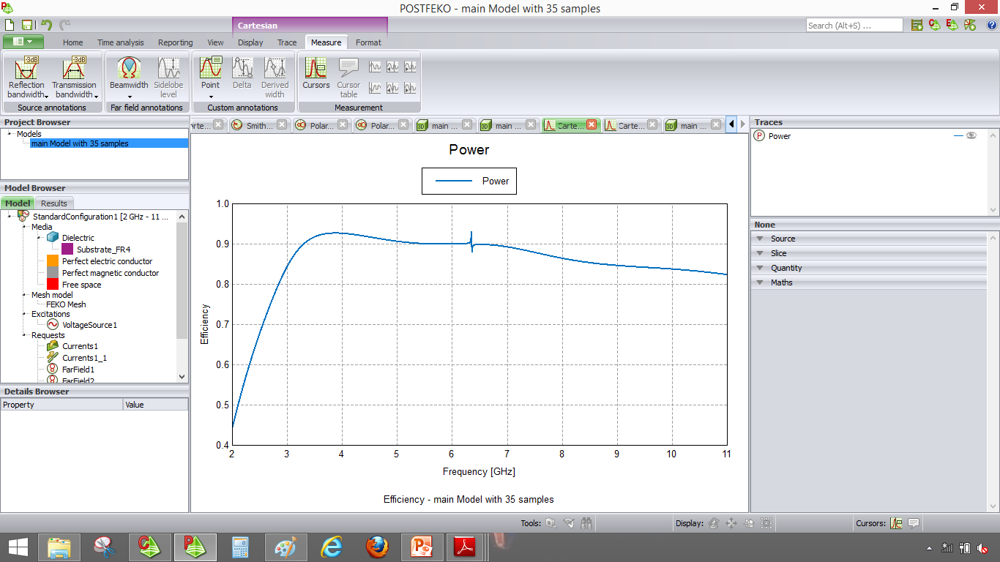 POSTFEKO - main Model with 35 samples
Cartesian
Search (Alt+S) ...
Home Time analysis Reporting View Display Trace Measure Format
-3dB -3dB
Reflection bandwidth
Transmission bandwidth
Beamwidth
Sidelobe level
Point
Delta
Derived width
Cursors
Cursor table
Source annotations Far field annotations Custom annotations Measurement
Project Browser
Models
main Model with 35 samples
Model Browser
Model Results
StandardConfiguration1 [2 GHz - 11 ...
Media
Dielectric
Substrate_FR4
Perfect electric conductor
Perfect magnetic conductor
Free space
Mesh model
FEKO Mesh
Excitations
VoltageSource1
Requests
Currents1
Currents1_1
FarField1
FarField2
Details Browser
Property Value
arte... Smith... Polar... Polar... 3D main ... 3D main ... Carte... Carte... 3D main ...
Power
Power
1.0
0.9
0.8
0.7
0.6
0.5
0.4
Efficiency
2 3 4 5 6 7 8 9 10 11
Frequency [GHz]
Efficiency - main Model with 35 samples
Traces
P Power
None
Source
Slice
Quantity
Maths
Tools: Display: Cursors: